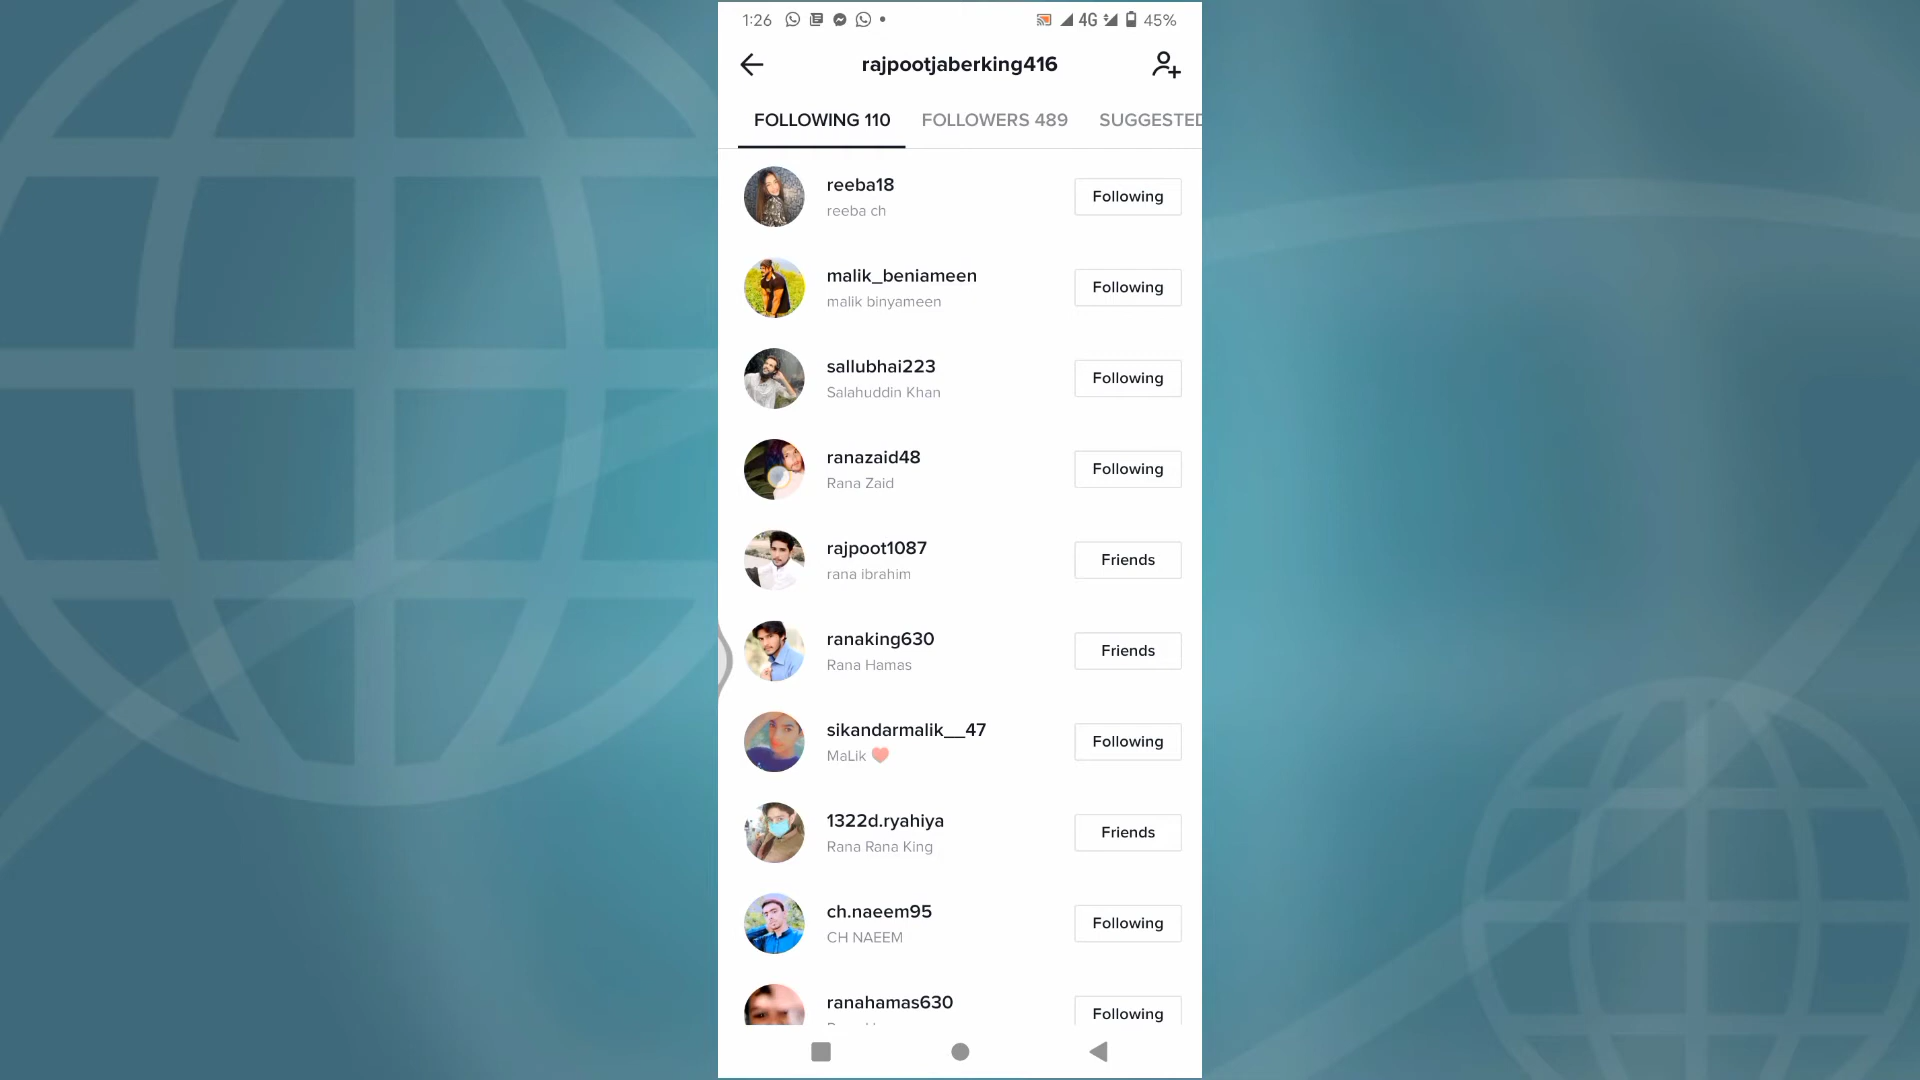 1:26
4G 45%
rajpootjaberking416
FOLLOWING 110 FOLLOWERS 489 SUGGESTED
reeba18
reeba ch
Following
malik_beniameen
malik binyameen
Following
sallubhai223
Salahuddin Khan
Following
ranazaid48
Rana Zaid
Following
rajpoot1087
rana ibrahim
Friends
ranaking630
Rana Hamas
Friends
sikandarmalik__47
MaLik ❤️
Following
1322d.ryahiya
Rana Rana King
Friends
ch.naeem95
CH NAEEM
Following
ranahamas630
Following